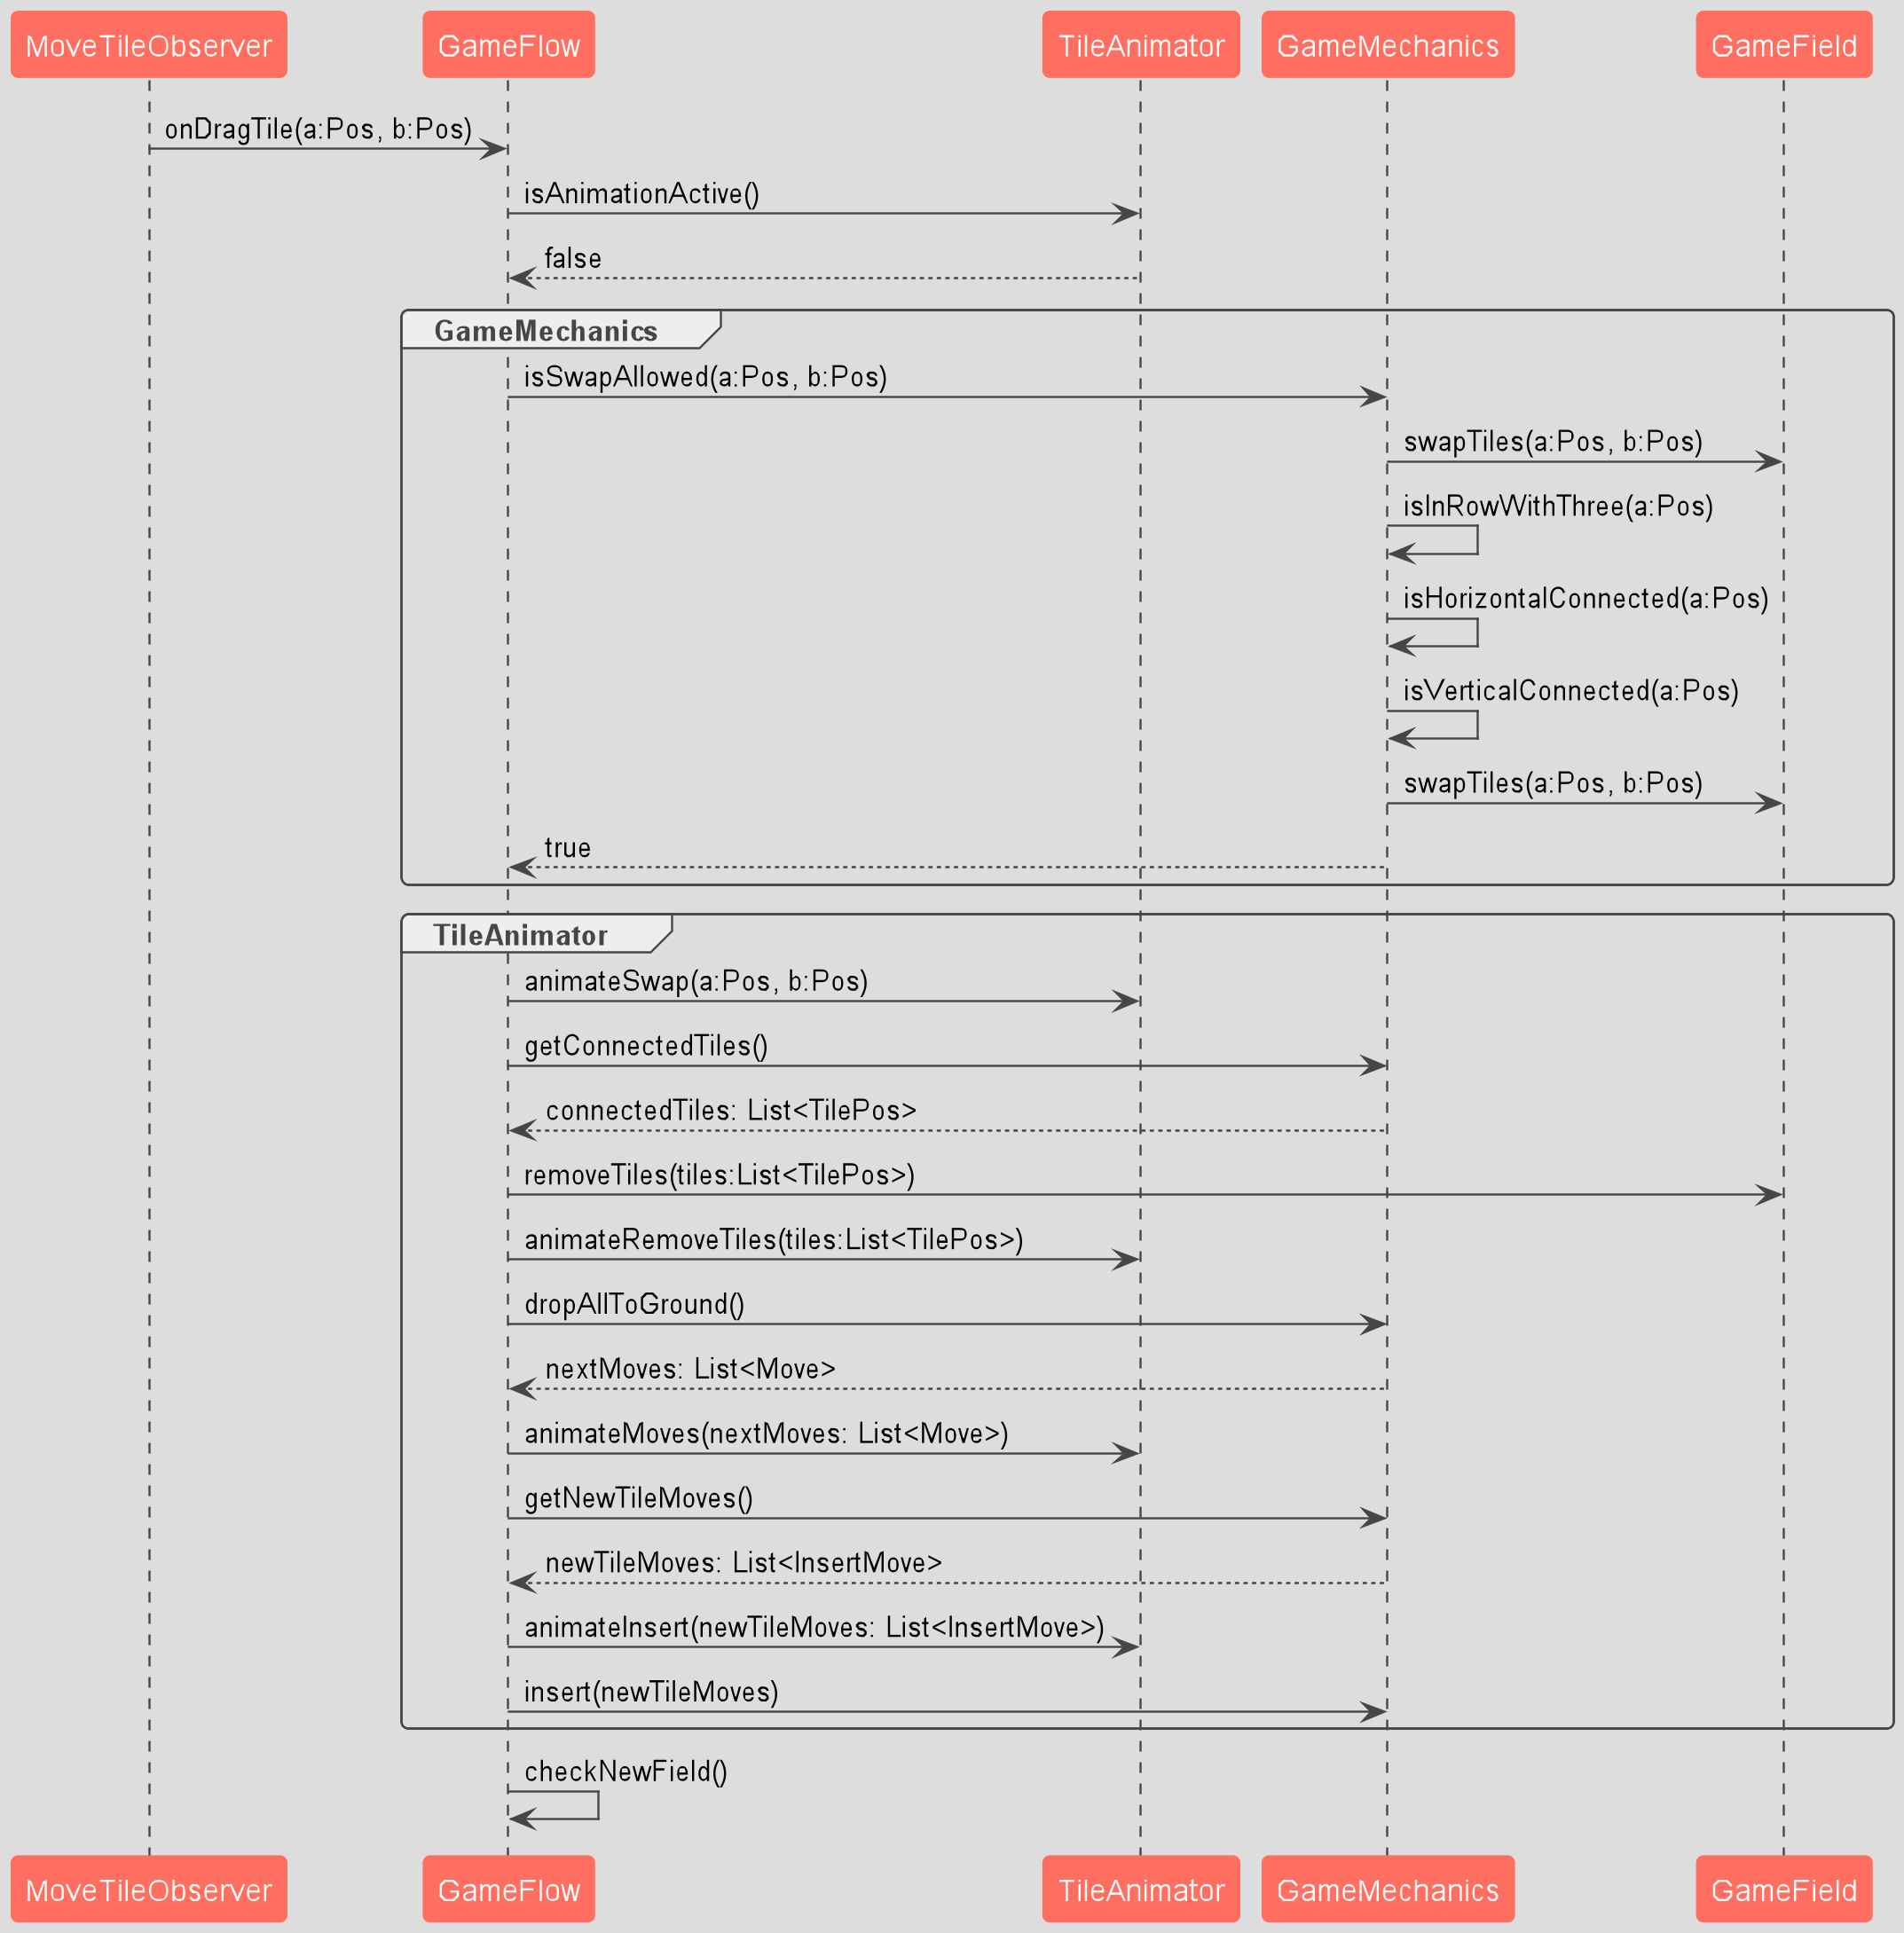 MoveTileObserver
GameFlow
TileAnimator
GameMechanics
GameField
onDragTile(a:Pos, b:Pos)
isAnimationActive()
false
GameMechanics
isSwapAllowed(a:Pos, b:Pos)
swapTiles(a:Pos, b:Pos)
isInRowWithThree(a:Pos)
isHorizontalConnected(a:Pos)
isVerticalConnected(a:Pos)
swapTiles(a:Pos, b:Pos)
true
TileAnimator
animateSwap(a:Pos, b:Pos)
getConnectedTiles()
connectedTiles: List<TilePos>
removeTiles(tiles:List<TilePos>)
animateRemoveTiles(tiles:List<TilePos>)
dropAllToGround()
nextMoves: List<Move>
animateMoves(nextMoves: List<Move>)
getNewTileMoves()
newTileMoves: List<InsertMove>
animateInsert(newTileMoves: List<InsertMove>)
insert(newTileMoves)
checkNewField()
MoveTileObserver
GameFlow
TileAnimator
GameMechanics
GameField